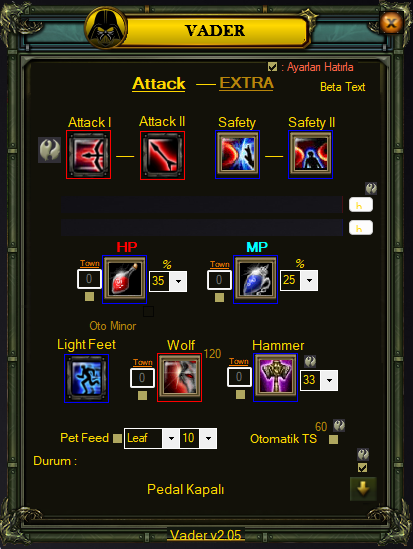 VADER
: Ayarları Hatırla
Attack EXTRA
Beta Text
Attack I Attack II Safety Safety II
h
h
HP MP
Town % Town %
0 35 0 25
Oto Minor
Light Feet Wolf 120 Hammer
Town Town
0 0 33
Pet Feed Leaf 10 60
Otomatik TS
Durum :
Pedal Kapalı
Vader v2.05